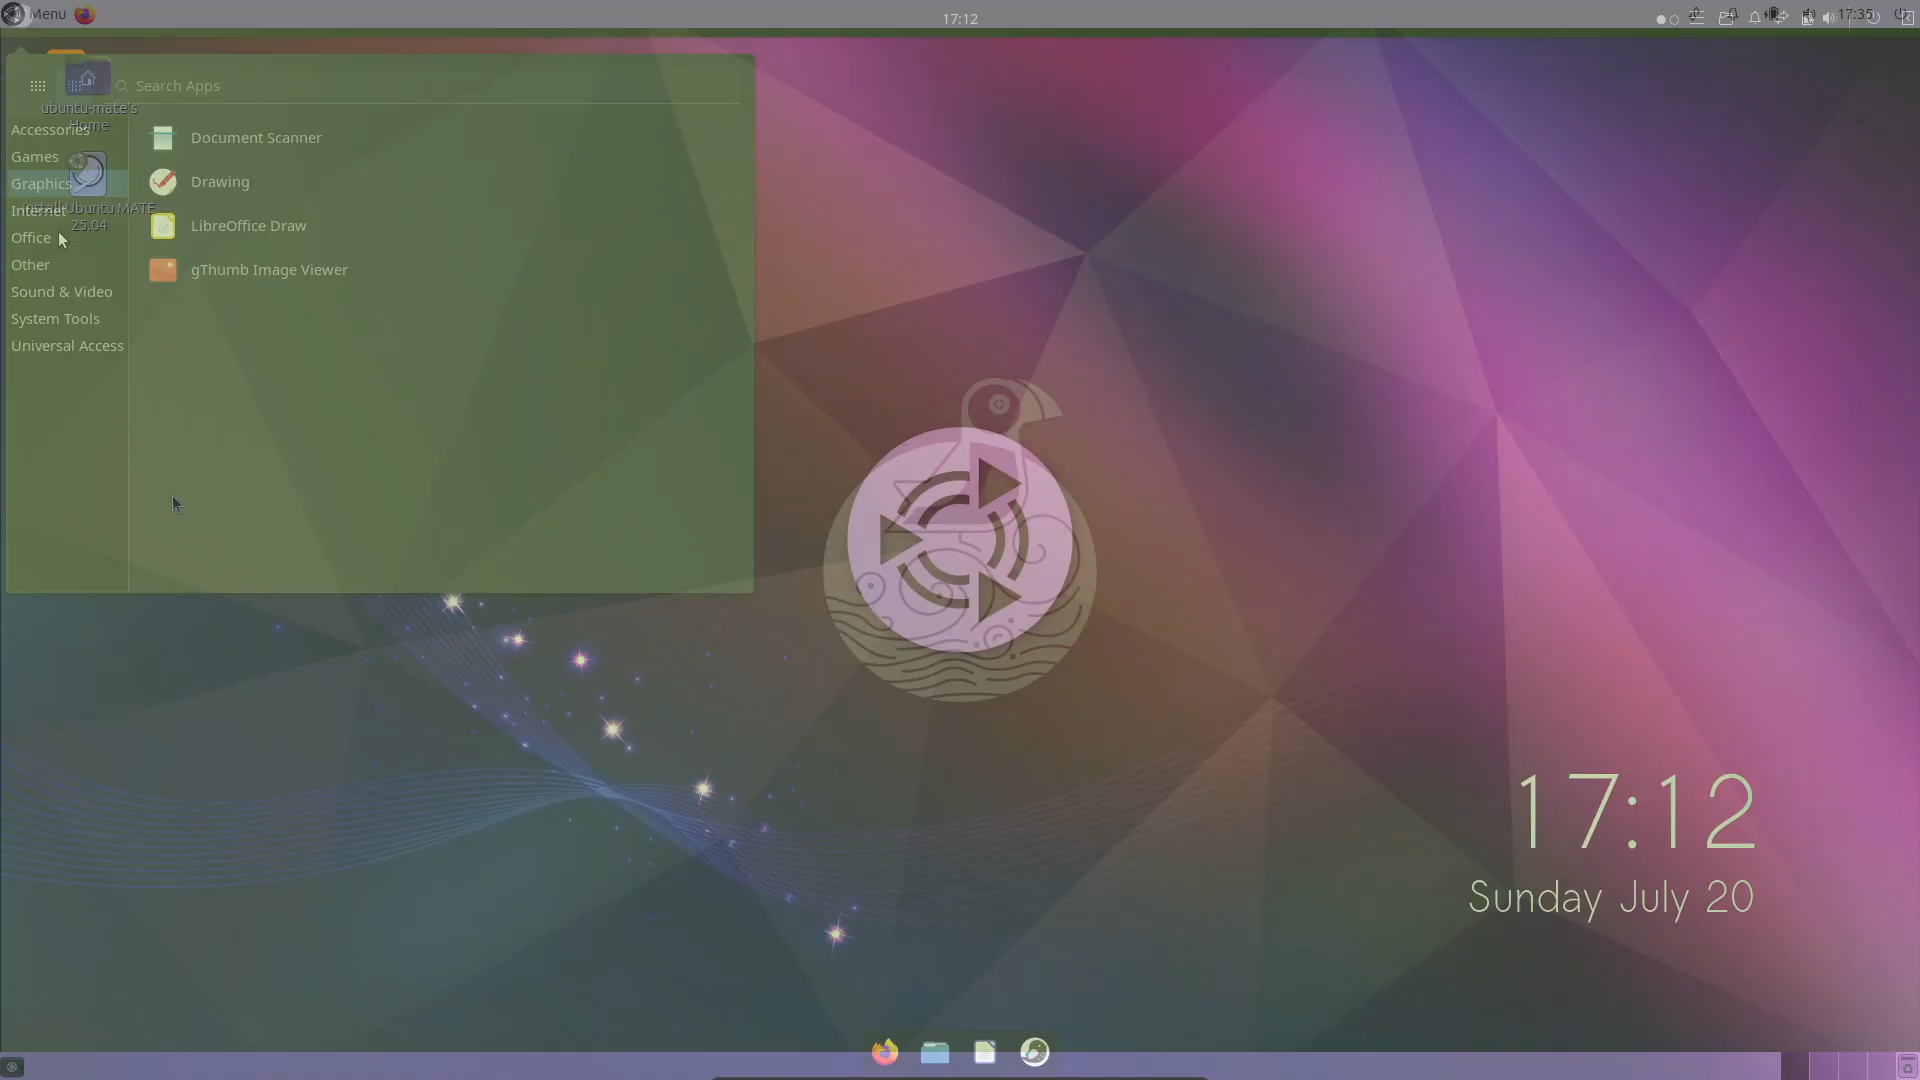 Menu
17:12
17:35
Search Apps
ubuntu-mate's
Home
Accessories
Games
Graphics
Internet
Install Ubuntu MATE
25.04
Office
Other
Sound & Video
System Tools
Universal Access
Document Scanner
Drawing
LibreOffice Draw
gThumb Image Viewer
17:12
Sunday July 20